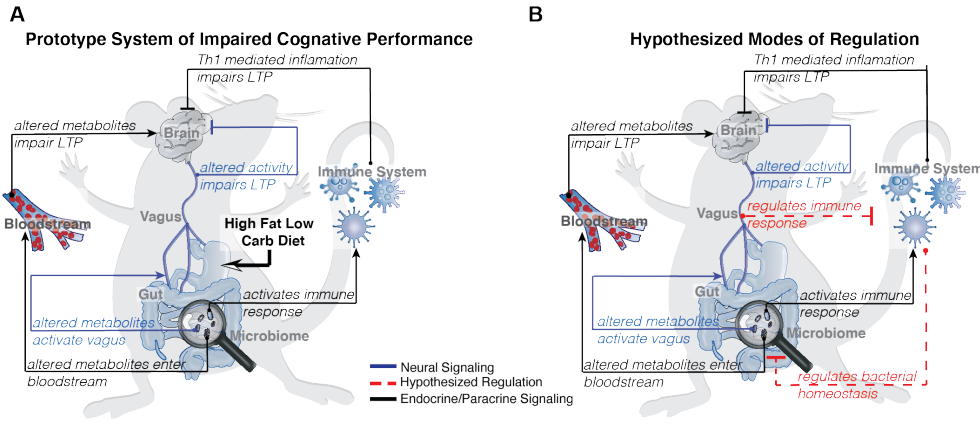 A
Prototype System of Impaired Cognative Performance
Th1 mediated inflamation
impairs LTP
altered metabolites
impair LTP
Brain
altered activity
impairs LTP
Immune System
Bloodstream
Vagus
High Fat Low
Carb Diet
Gut
activates immune
response
altered metabolites
activate vagus
Microbiome
altered metabolites enter
bloodstream
Neural Signaling
Hypothesized Regulation
Endocrine/Paracrine Signaling
B
Hypothesized Modes of Regulation
Th1 mediated inflamation
impairs LTP
altered metabolites
impair LTP
Brain
altered activity
impairs LTP
Immune System
Bloodstream
Vagus
regulates immune
response
Gut
activates immune
response
altered metabolites
activate vagus
Microbiome
altered metabolites enter
bloodstream
regulates bacterial
homeostasis